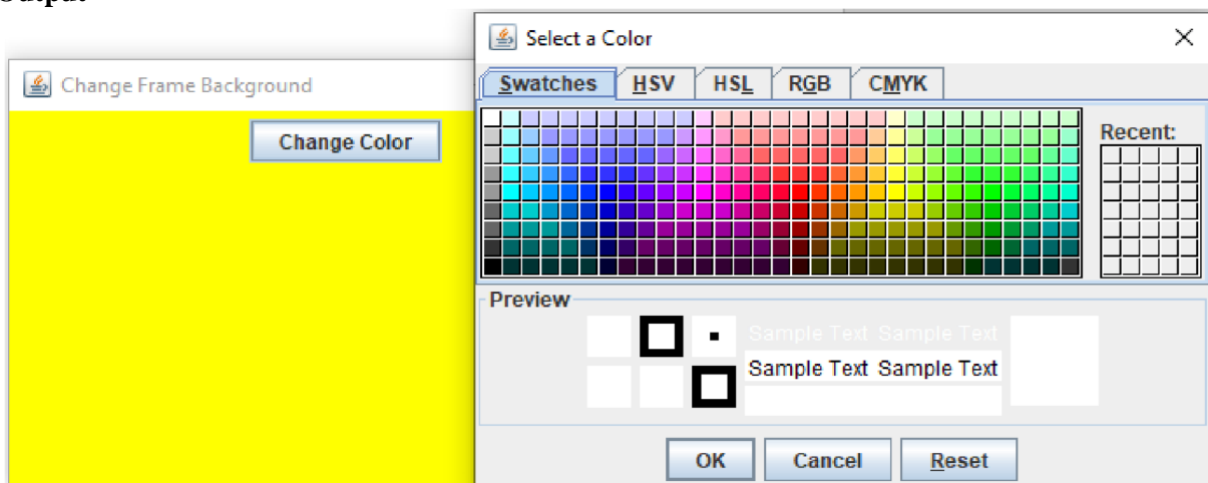 Output
Select a Color
Change Frame Background
Swatches HSV HSL RGB CMYK
Change Color
Recent:
Preview
Sample Text Sample Text
Sample Text Sample Text
OK Cancel Reset